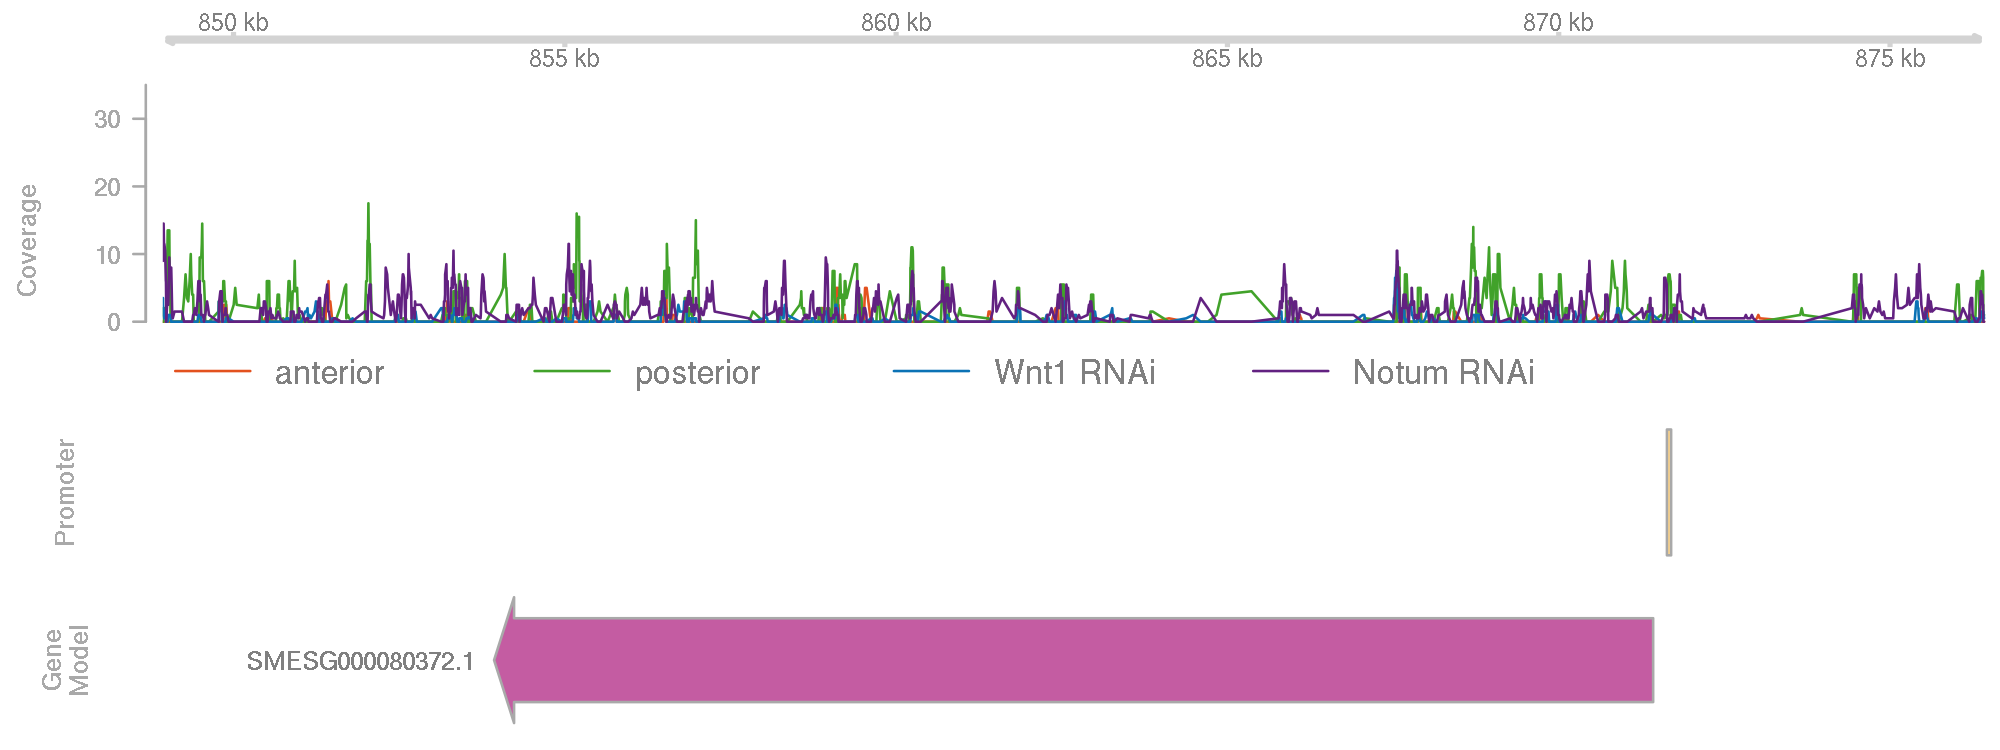 850 kb
860 kb
870 kb
855 kb
865 kb
875 kb
Coverage
30
20
10
0
anterior
posterior
Wnt1 RNAi
Notum RNAi
Promoter
Gene
Model
SMESG000080372.1